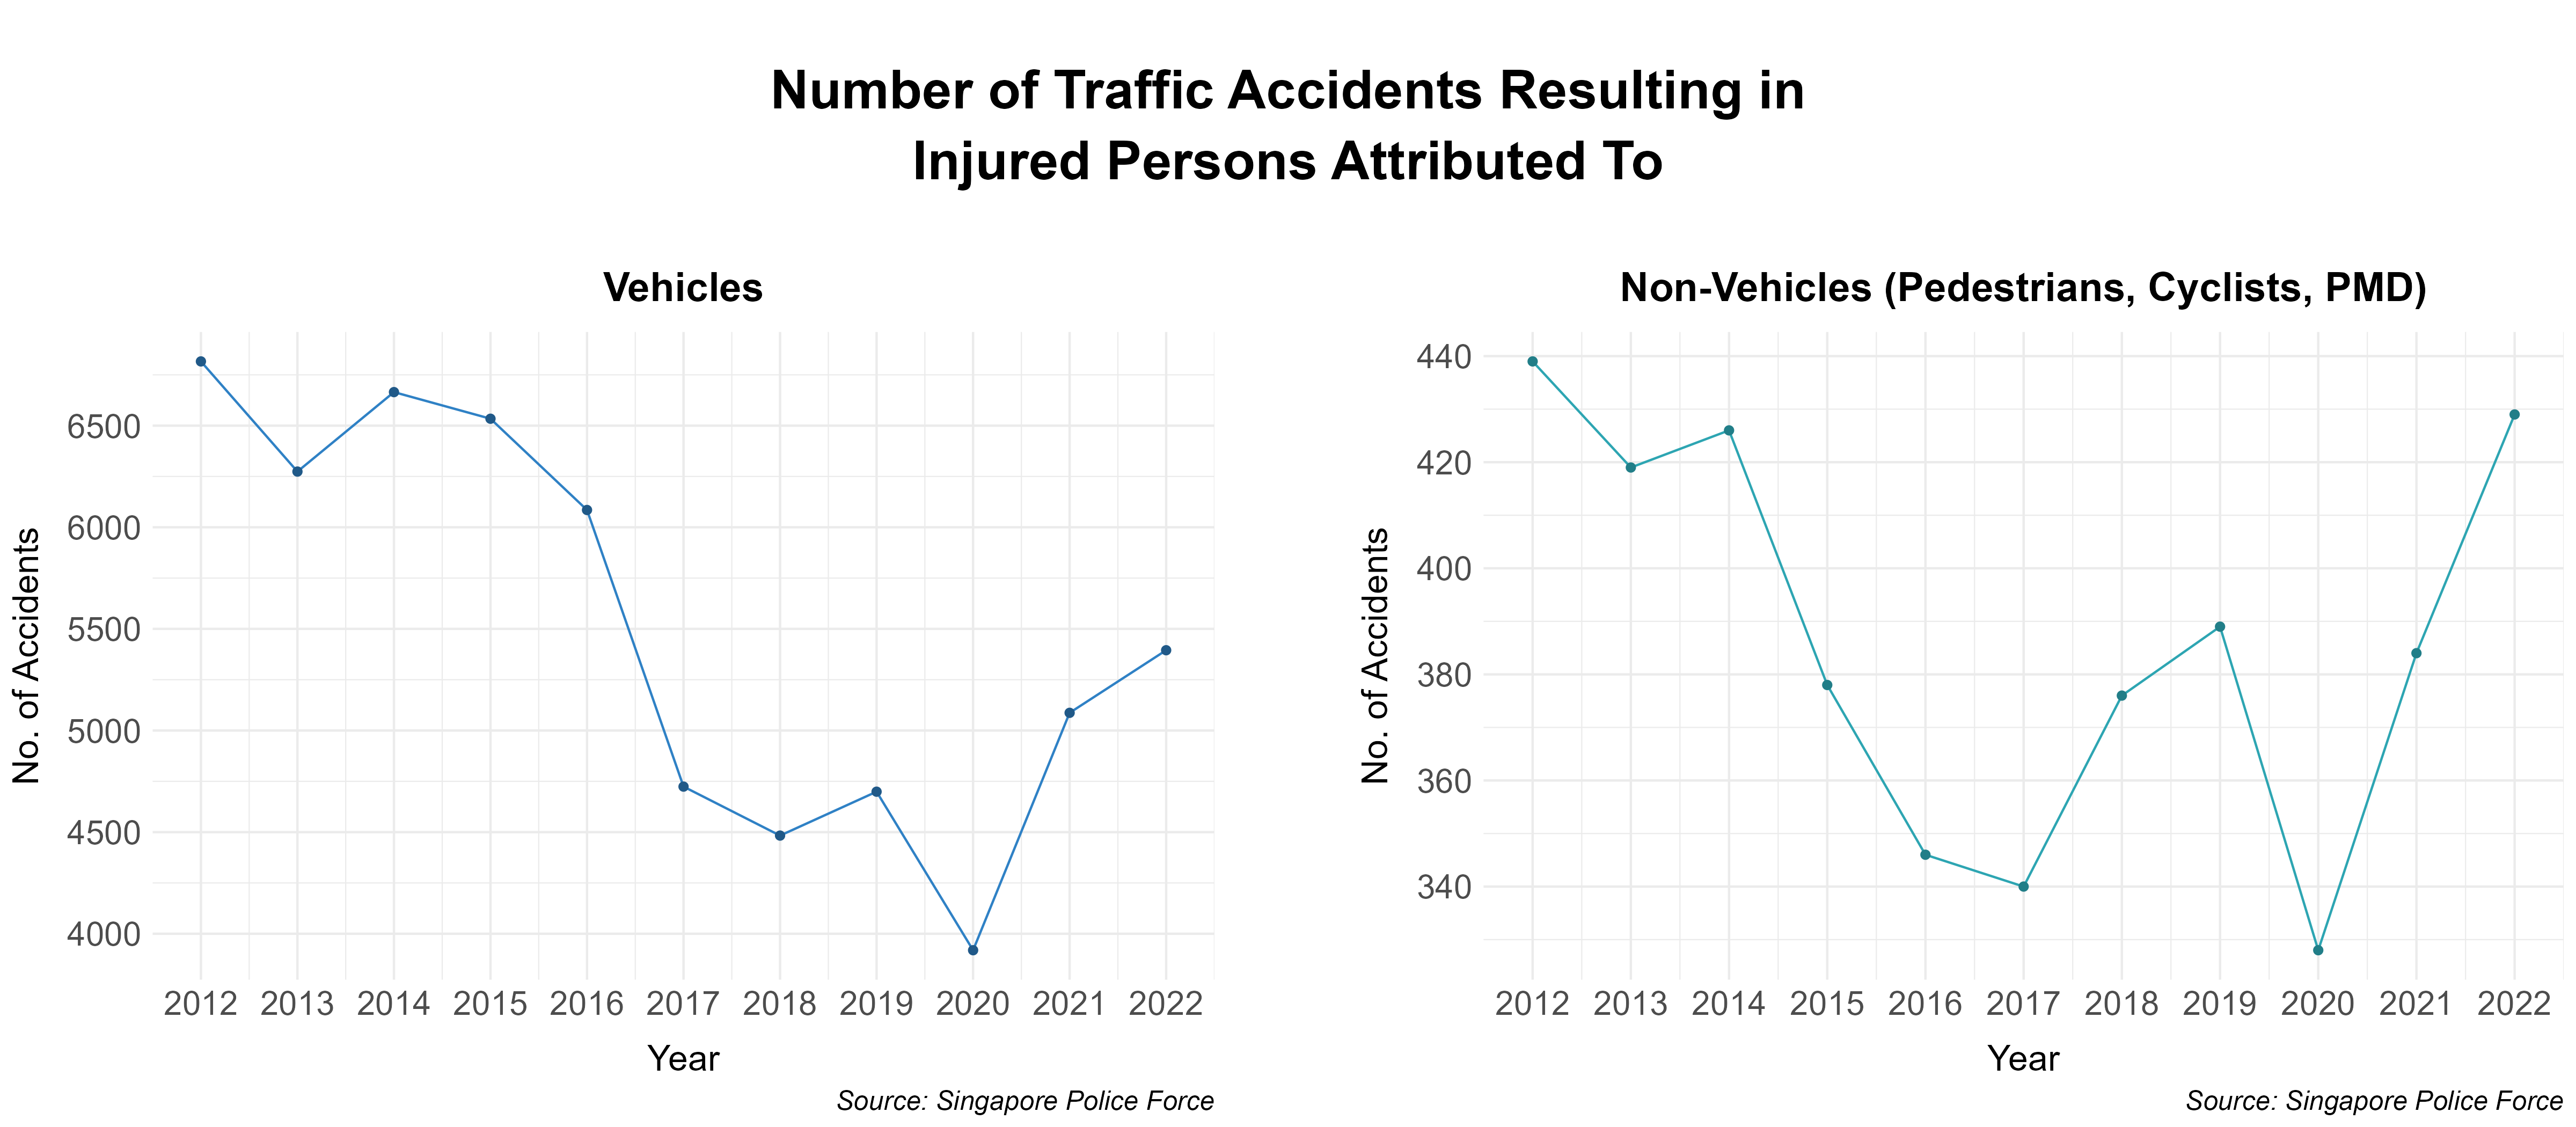 Number of Traffic Accidents Resulting in
Injured Persons Attributed To
Vehicles
No. of Accidents
6500
6000
5500
5000
4500
4000
2012 2013 2014 2015 2016 2017 2018 2019 2020 2021 2022
Year
Source: Singapore Police Force
Non-Vehicles (Pedestrians, Cyclists, PMD)
No. of Accidents
440
420
400
380
360
340
2012 2013 2014 2015 2016 2017 2018 2019 2020 2021 2022
Year
Source: Singapore Police Force